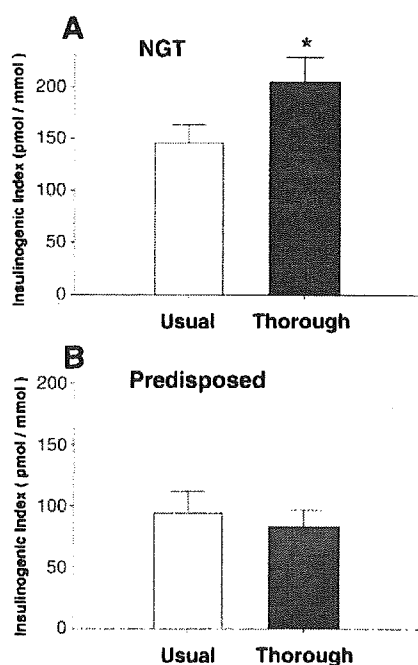 A
NGT
*
Insulinogenic Index (pmol / mmol)
200
150
100
50
0
Usual Thorough
B
Predisposed
Insulinogenic Index ( pmol / mmol )
200
150
100
50
0
Usual Thorough